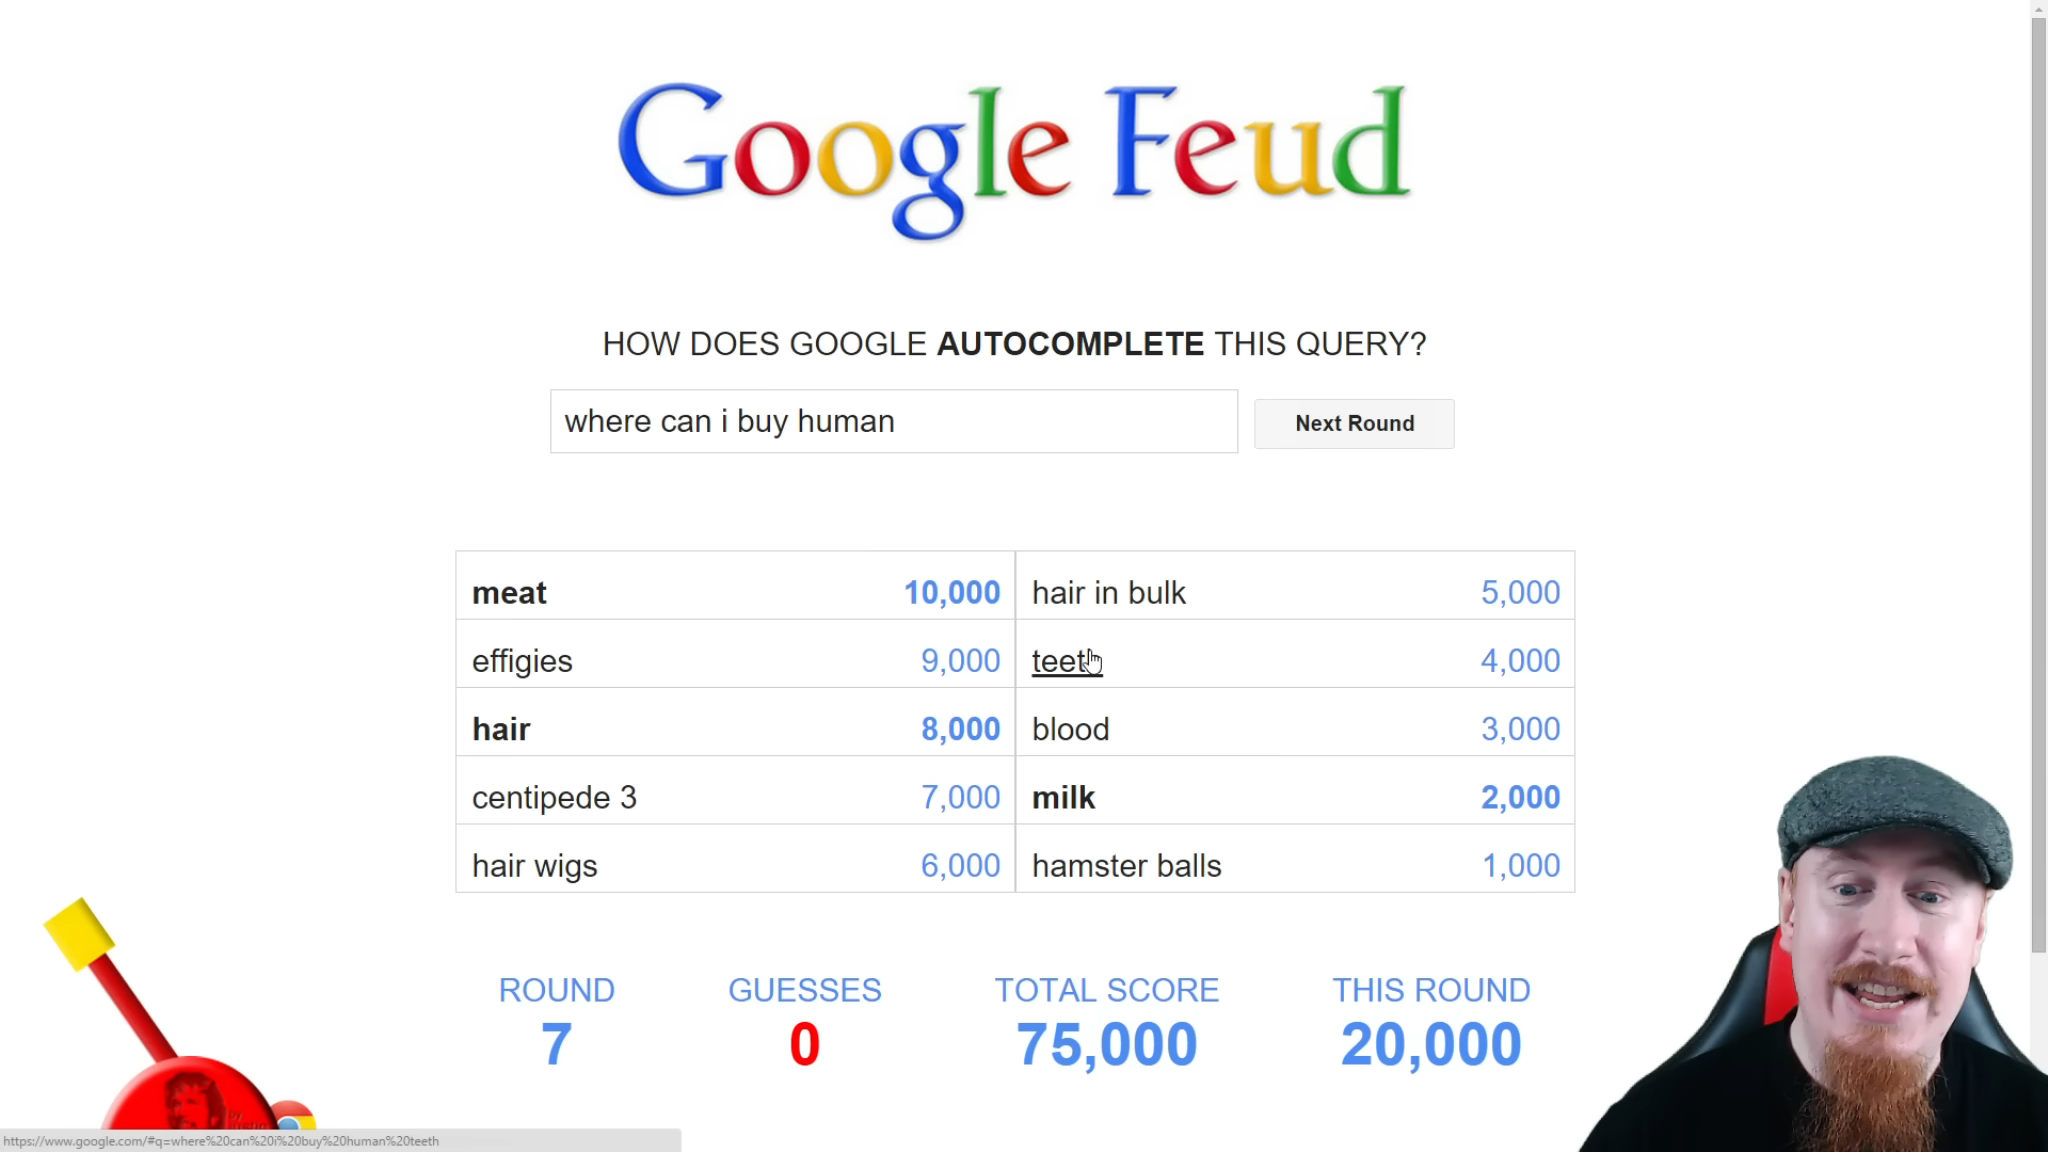 Google Feud
HOW DOES GOOGLE AUTOCOMPLETE THIS QUERY?
where can i buy human
Next Round
meat 10,000
hair in bulk 5,000
effigies 9,000
teeth 4,000
hair 8,000
blood 3,000
centipede 3 7,000
milk 2,000
hair wigs 6,000
hamster balls 1,000
ROUND GUESSES TOTAL SCORE THIS ROUND
7 0 75,000 20,000
by
https://www.google.com/#q=where%20can%20i%20buy%20human%20teeth